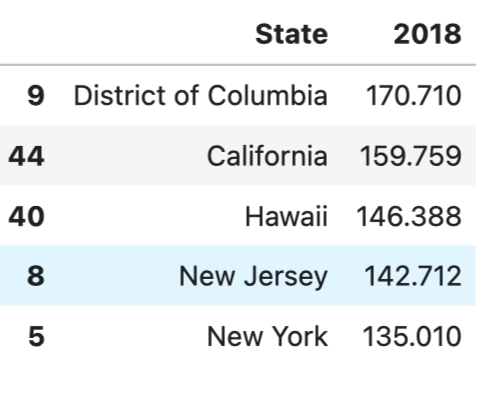 State 2018
9 District of Columbia 170.710
44 California 159.759
40 Hawaii 146.388
8 New Jersey 142.712
5 New York 135.010